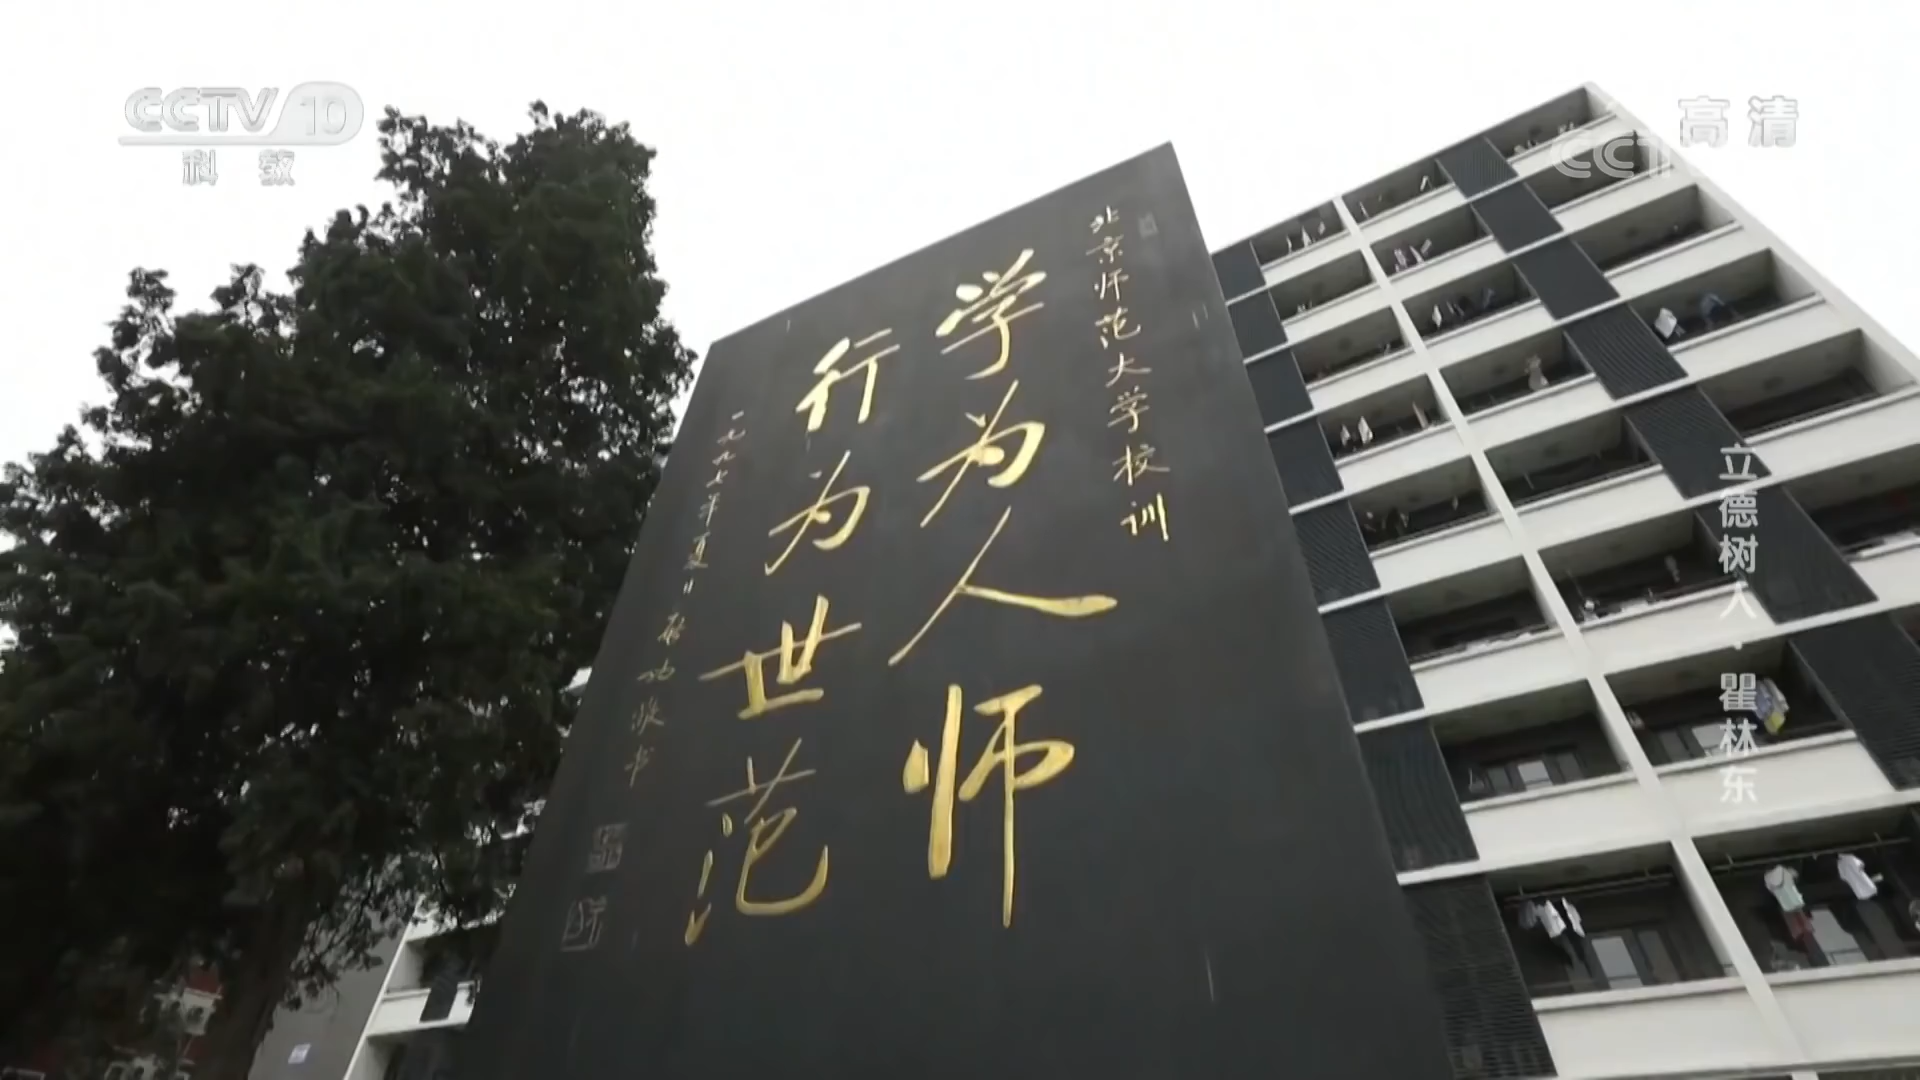 CCTV 10
科教
高清
CCT
北京师范大学校训
学为人师
行为世范
一九九七年夏日 启功敬书
立德树人·瞿林东